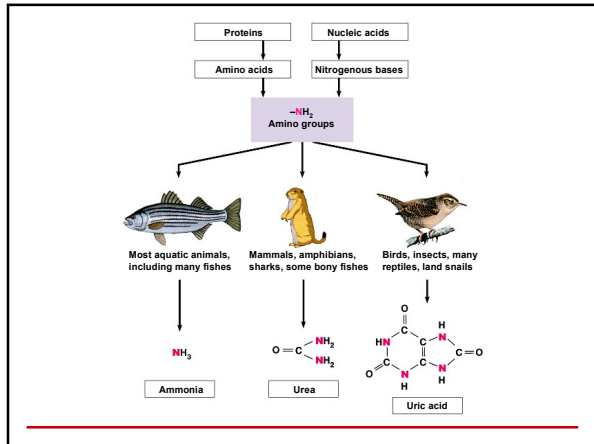 Proteins
Nucleic acids
Amino acids
Nitrogenous bases
–NH₂
Amino groups
Most aquatic animals,
including many fishes
Mammals, amphibians,
sharks, some bony fishes
Birds, insects, many
reptiles, land snails
NH₃
Ammonia
O=C
NH₂
NH₂
Urea
O
H
HN
C
N
C
C
C=O
O
C
C
N
N
H
H
Uric acid